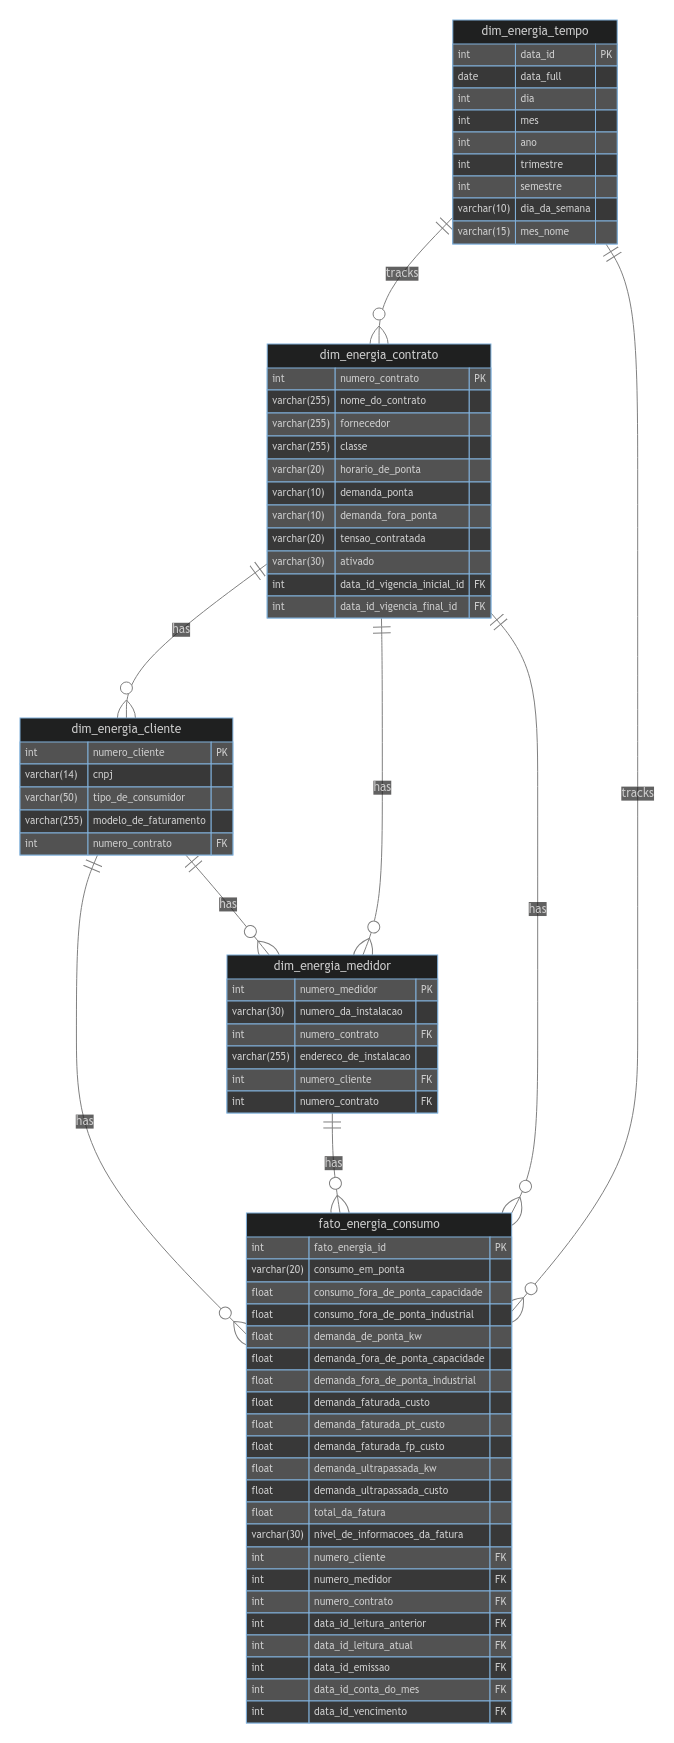 dim_energia_tempo
int data_id PK
date data_full
int dia
int mes
int ano
int trimestre
int semestre
varchar(10) dia_da_semana
varchar(15) mes_nome
tracks
dim_energia_contrato
int numero_contrato PK
varchar(255) nome_do_contrato
varchar(255) fornecedor
varchar(255) classe
varchar(20) horario_de_ponta
varchar(10) demanda_ponta
varchar(10) demanda_fora_ponta
varchar(20) tensao_contratada
varchar(30) ativado
int data_id_vigencia_inicial_id FK
int data_id_vigencia_final_id FK
has
dim_energia_cliente
int numero_cliente PK
varchar(14) cnpj
varchar(50) tipo_de_consumidor
varchar(255) modelo_de_faturamento
int numero_contrato FK
has
tracks
has
has
dim_energia_medidor
int numero_medidor PK
varchar(30) numero_da_instalacao
int numero_contrato FK
varchar(255) endereco_de_instalacao
int numero_cliente FK
int numero_contrato FK
has
has
fato_energia_consumo
int fato_energia_id PK
varchar(20) consumo_em_ponta
float consumo_fora_de_ponta_capacidade
float consumo_fora_de_ponta_industrial
float demanda_de_ponta_kw
float demanda_fora_de_ponta_capacidade
float demanda_fora_de_ponta_industrial
float demanda_faturada_custo
float demanda_faturada_pt_custo
float demanda_faturada_fp_custo
float demanda_ultrapassada_kw
float demanda_ultrapassada_custo
float total_da_fatura
varchar(30) nivel_de_informacoes_da_fatura
int numero_cliente FK
int numero_medidor FK
int numero_contrato FK
int data_id_leitura_anterior FK
int data_id_leitura_atual FK
int data_id_emissao FK
int data_id_conta_do_mes FK
int data_id_vencimento FK